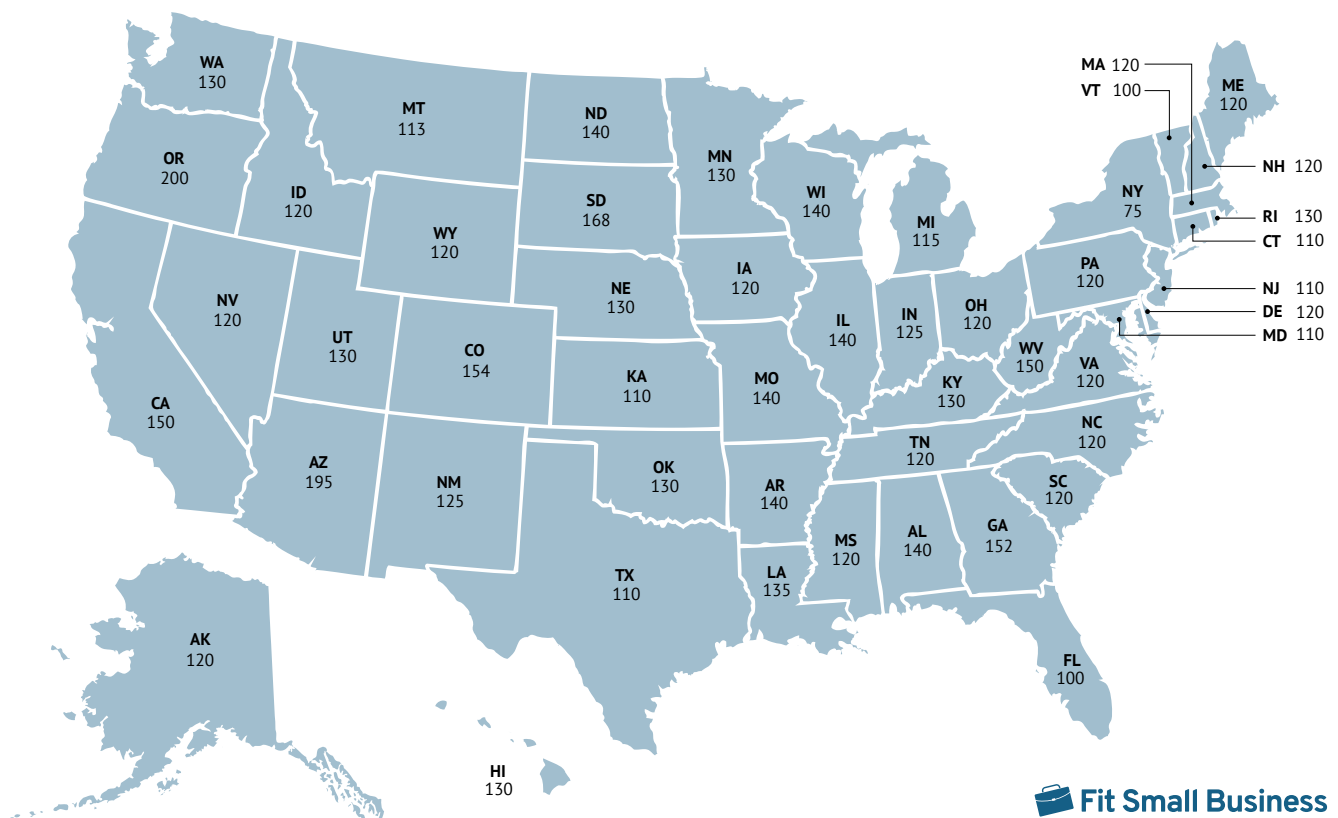 WA
130
MT
113
ND
140
MN
130
OR
200
ID
120
WY
120
SD
168
WI
140
MI
115
NY
75
MA 120
VT 100
ME
120
NH 120
RI 130
CT 110
NJ 110
DE 120
MD 110
PA
120
NV
120
UT
130
CO
154
NE
130
IA
120
IL
140
IN
125
OH
120
WV
150
VA
120
KY
130
CA
150
KA
110
MO
140
TN
120
NC
120
SC
120
AZ
195
NM
125
OK
130
AR
140
MS
120
AL
140
GA
152
TX
110
LA
135
FL
100
AK
120
HI
130
Fit Small Business